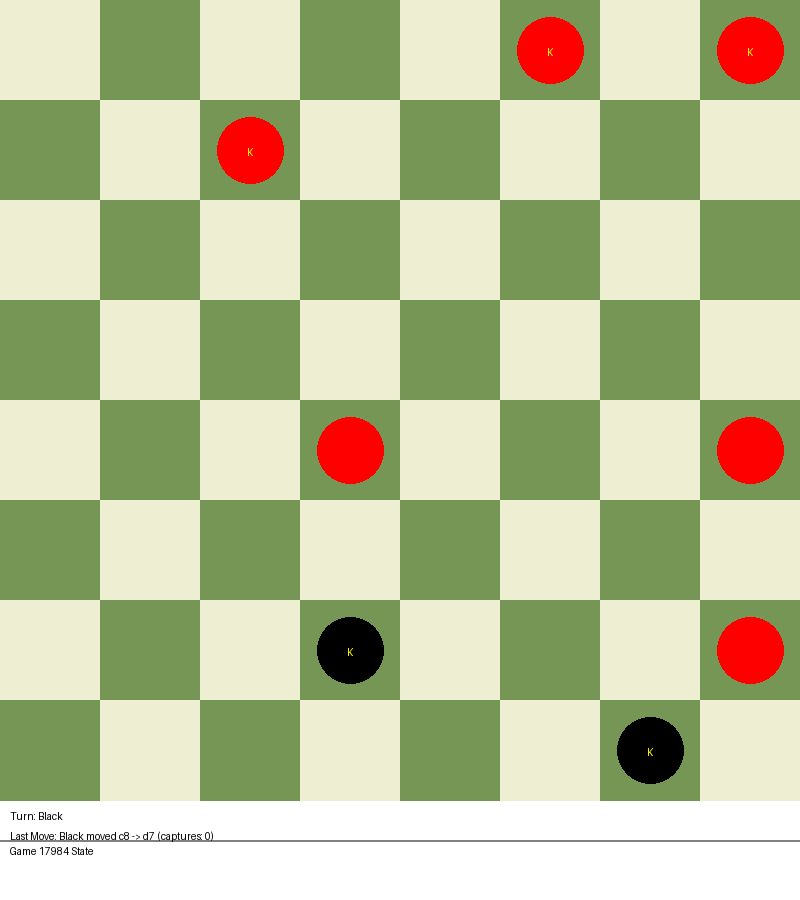 K K
K
K
K
Turn: Black
Last Move: Black moved c8 -> d7 (captures: 0)
Game 17984 State